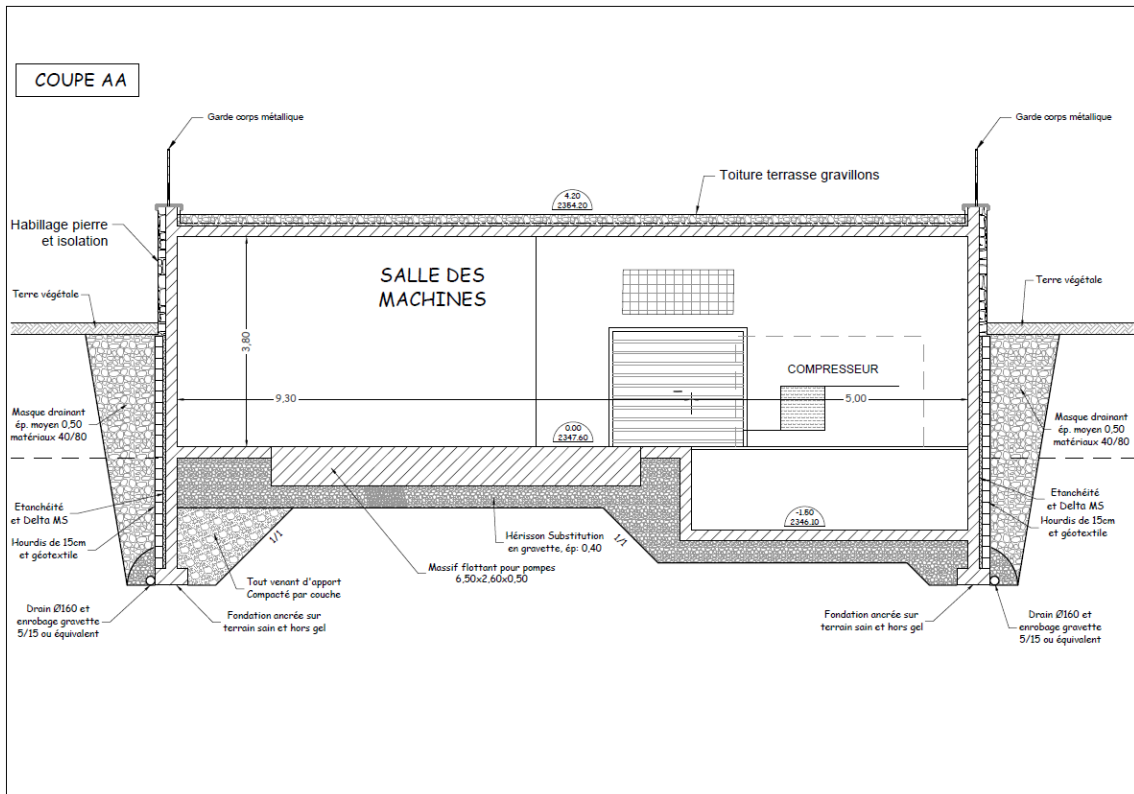 COUPE AA
Garde corps métallique
Garde corps métallique
Toiture terrasse gravillons
4.20
2354.20
Habillage pierre
et isolation
SALLE DES
MACHINES
Terre végétale
Terre végétale
3,80
COMPRESSEUR
9,30
5,00
Masque drainant
ép. moyen 0,50
matériaux 40/80
Masque drainant
ép. moyen 0,50
matériaux 40/80
0.00
2347.60
Etanchéité
et Delta MS
Hourdis de 15cm
et géotextile
-1.50
2346.10
Etanchéité
et Delta MS
Hourdis de 15cm
et géotextile
1/1
1/1
Hérisson Substitution
en gravette, ép: 0,40
Massif flottant pour pompes
6,50x2,60x0,50
Tout venant d'apport
Compacté par couche
Drain Ø160 et
enrobage gravette
5/15 ou équivalent
Fondation ancrée sur
terrain sain et hors gel
Fondation ancrée sur
terrain sain et hors gel
Drain Ø160 et
enrobage gravette
5/15 ou équivalent